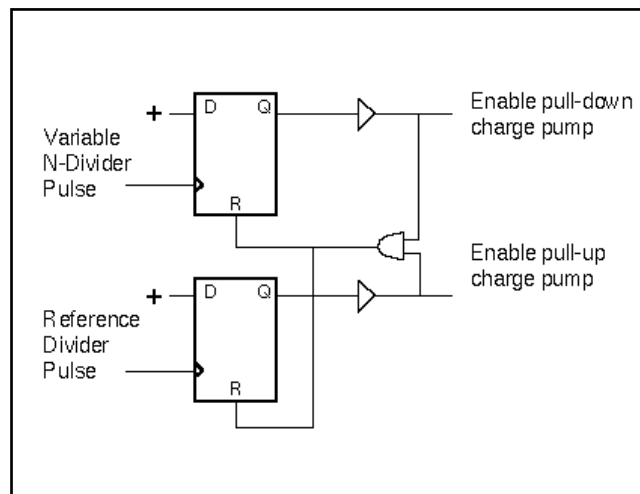 Enable pull-down
charge pump
+
D
Q
Variable
N-Divider
Pulse
R
Enable pull-up
charge pump
+
D
Q
Reference
Divider
Pulse
R